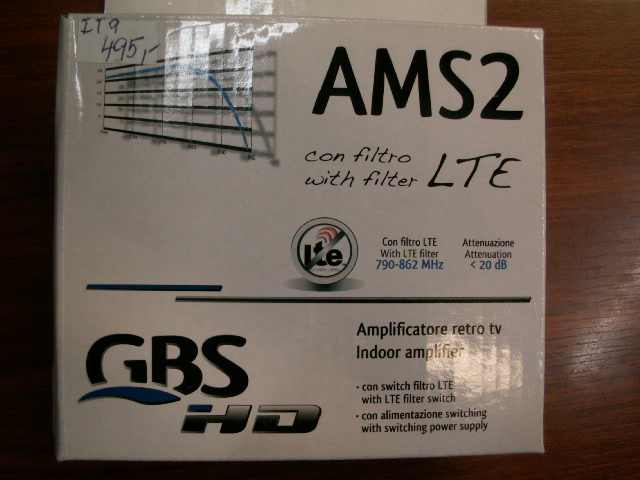 IT9
495,-
AMS2
con filtro
with filter LTE
lte
Con filtro LTE
With LTE filter
790-862 MHz
Attenuazione
Attenuation
< 20 dB
GBS
HD
Amplificatore retro tv
Indoor amplifier
· con switch filtro LTE
with LTE filter switch
· con alimentazione switching
with switching power supply